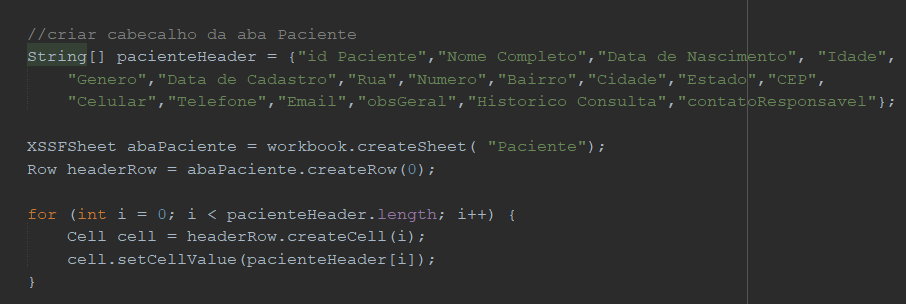 //criar cabecalho da aba Paciente
String[] pacienteHeader = {"id Paciente","Nome Completo","Data de Nascimento", "Idade",
"Genero","Data de Cadastro","Rua","Numero","Bairro","Cidade","Estado","CEP",
"Celular","Telefone","Email","obsGeral","Historico Consulta","contatoResponsavel"};
XSSFSheet abaPaciente = workbook.createSheet( "Paciente");
Row headerRow = abaPaciente.createRow(0);
for (int i = 0; i < pacienteHeader.length; i++) {
Cell cell = headerRow.createCell(i);
cell.setCellValue(pacienteHeader[i]);
}